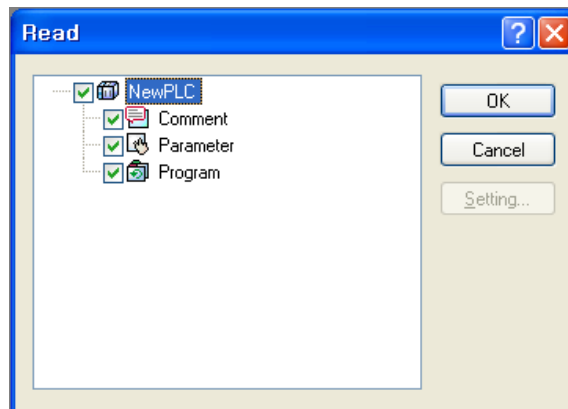 Read
NewPLC
Comment
Parameter
Program
OK
Cancel
Setting...